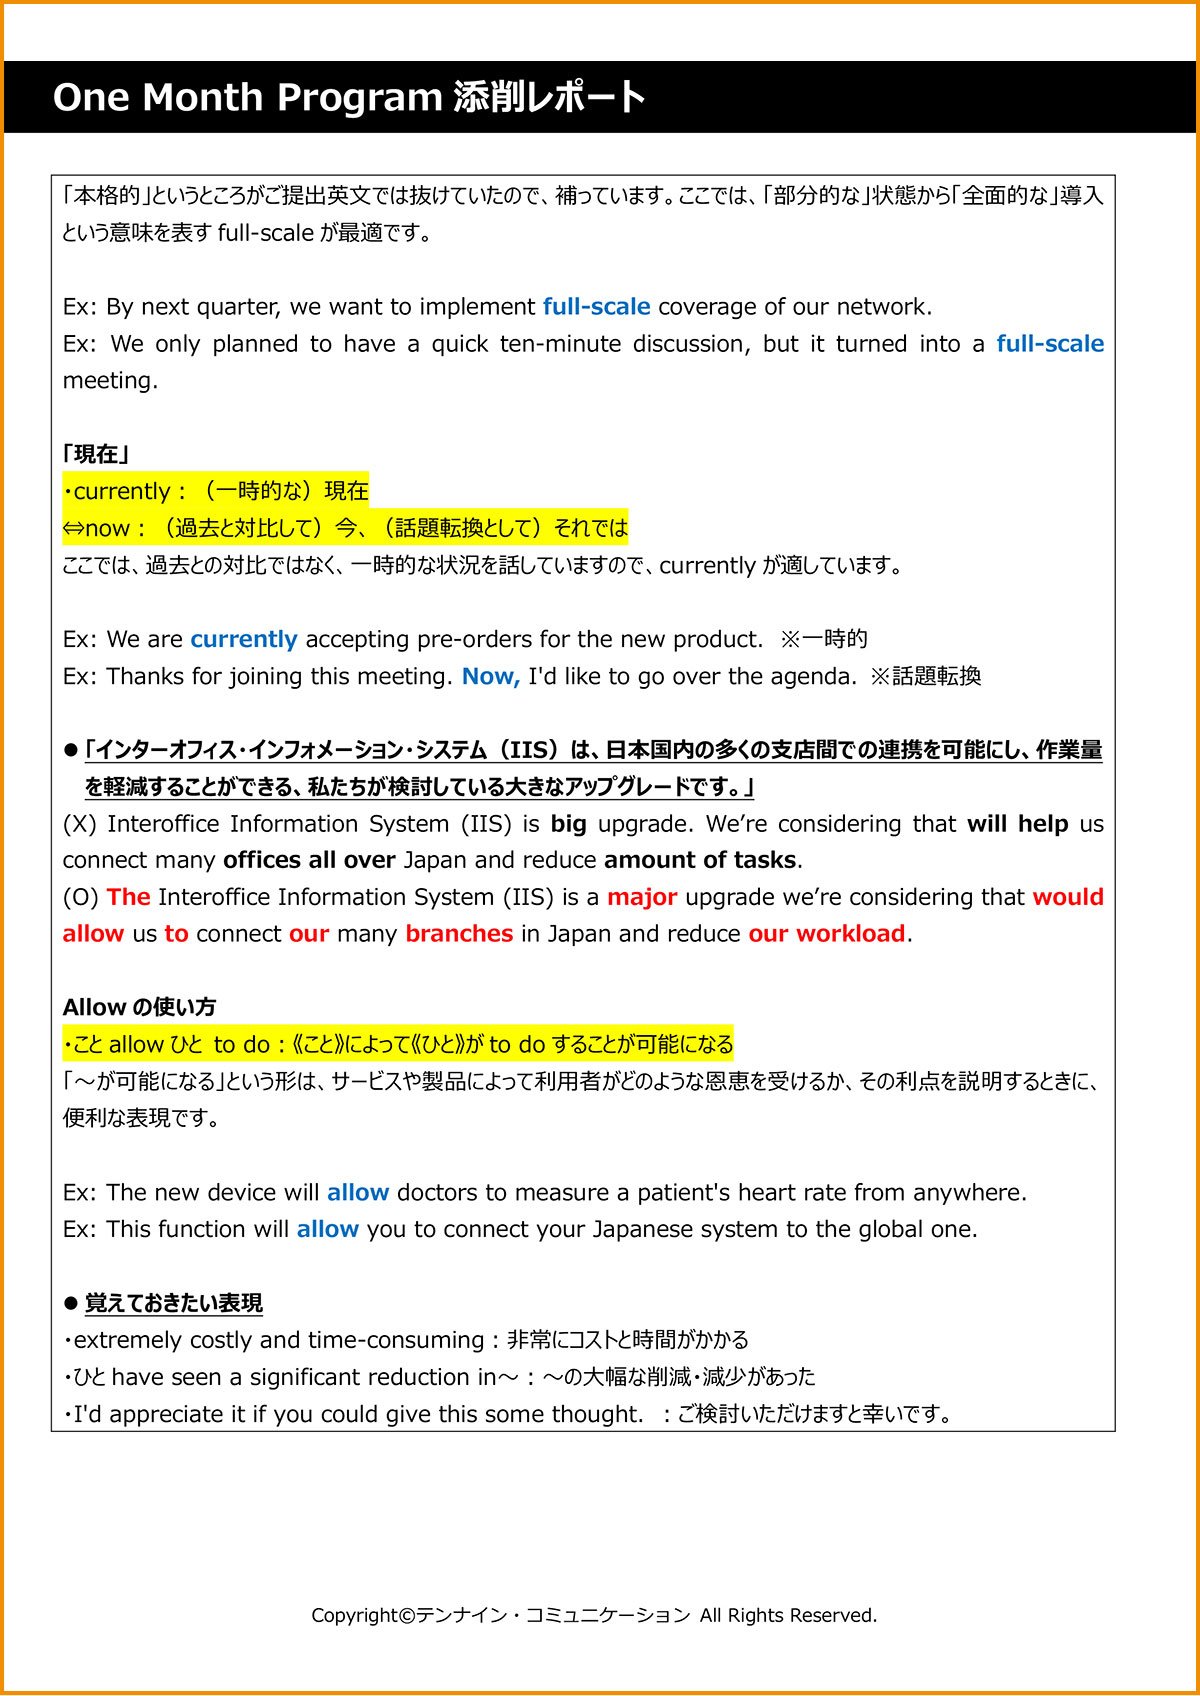 One Month Program 添削レポート
「本格的」というところがご提出英文では抜けていたので、補っています。ここでは、「部分的な」状態から「全面的な」導入
という意味を表す full-scale が最適です。
Ex: By next quarter, we want to implement full-scale coverage of our network.
Ex: We only planned to have a quick ten-minute discussion, but it turned into a full-scale
meeting.
「現在」
・currently：（一時的な）現在
⇔now：（過去と対比して）今、（話題転換として）それでは
ここでは、過去との対比ではなく、一時的な状況を話していますので、currently が適しています。
Ex: We are currently accepting pre-orders for the new product. ※一時的
Ex: Thanks for joining this meeting. Now, I'd like to go over the agenda. ※話題転換
●「インターオフィス・インフォメーション・システム（IIS）は、日本国内の多くの支店間での連携を可能にし、作業量
を軽減することができる、私たちが検討している大きなアップグレードです。」
(X) Interoffice Information System (IIS) is big upgrade. We’re considering that will help us
connect many offices all over Japan and reduce amount of tasks.
(O) The Interoffice Information System (IIS) is a major upgrade we’re considering that would
allow us to connect our many branches in Japan and reduce our workload.
Allow の使い方
・こと allow ひと to do：《こと》によって《ひと》が to do することが可能になる
「～が可能になる」という形は、サービスや製品によって利用者がどのような恩恵を受けるか、その利点を説明するときに、
便利な表現です。
Ex: The new device will allow doctors to measure a patient's heart rate from anywhere.
Ex: This function will allow you to connect your Japanese system to the global one.
● 覚えておきたい表現
・extremely costly and time-consuming：非常にコストと時間がかかる
・ひと have seen a significant reduction in～：～の大幅な削減・減少があった
・I'd appreciate it if you could give this some thought. ：ご検討いただけますと幸いです。
Copyright©テンナイン・コミュニケーション All Rights Reserved.